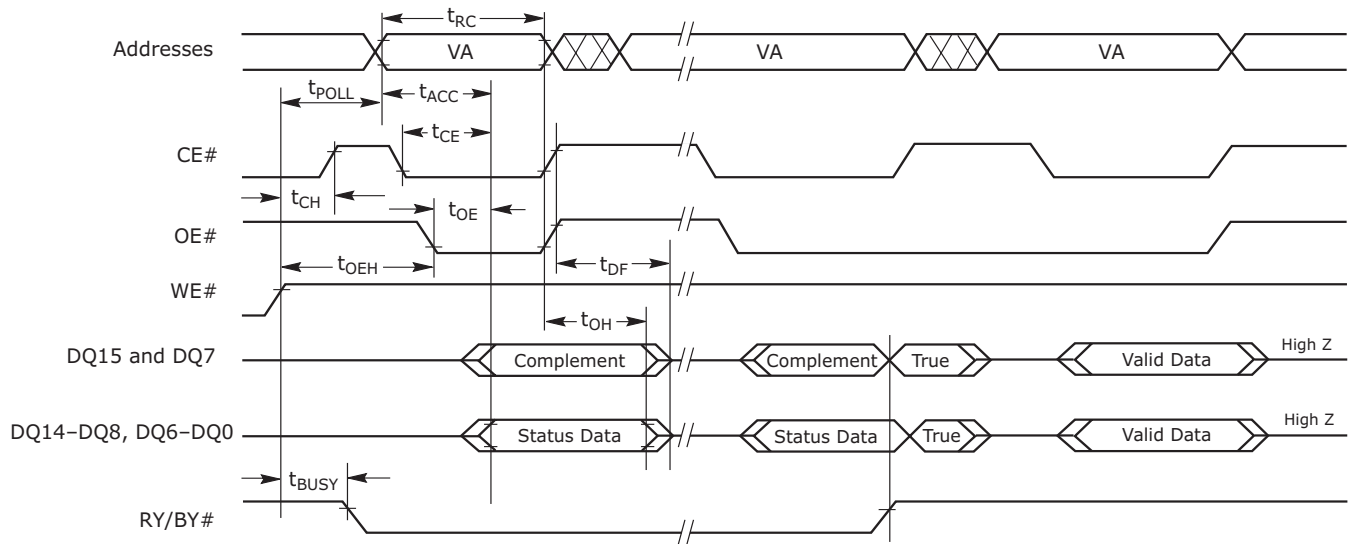 tRC
Addresses VA VA VA
tPOLL tACC
tCE
CE#
tCH tOE
OE#
tOEH tDF
WE#
tOH
DQ15 and DQ7 Complement Complement True Valid Data High Z
DQ14–DQ8, DQ6–DQ0 Status Data Status Data True Valid Data High Z
tBUSY
RY/BY#